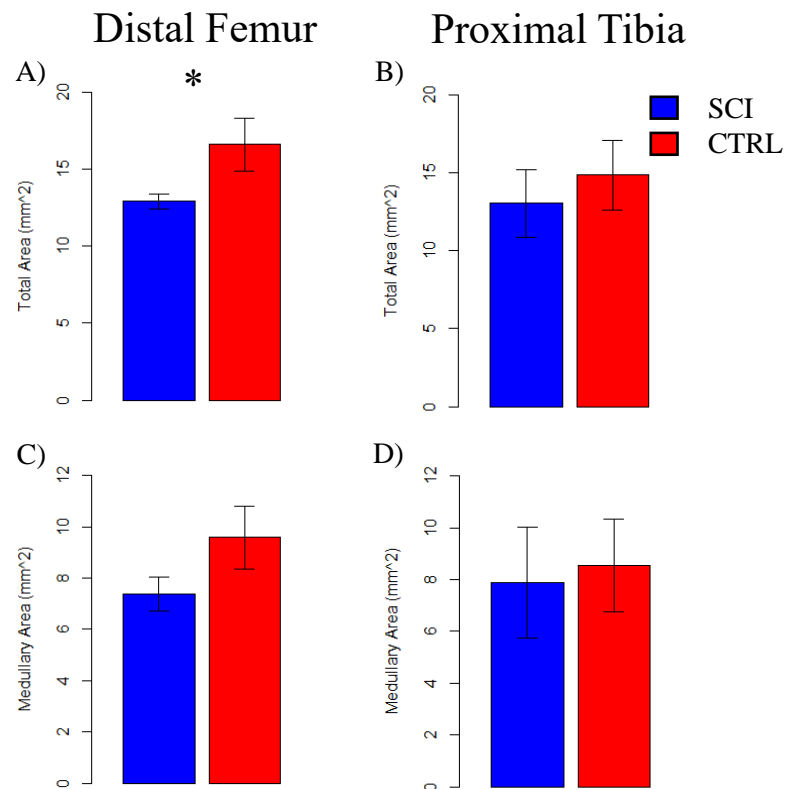 Distal Femur
Proximal Tibia
A)
*
B)
SCI
CTRL
Total Area (mm^2)
0
5
10
15
20
Total Area (mm^2)
0
5
10
15
20
C)
D)
Medullary Area (mm^2)
0
2
4
6
8
10
12
Medullary Area (mm^2)
0
2
4
6
8
10
12